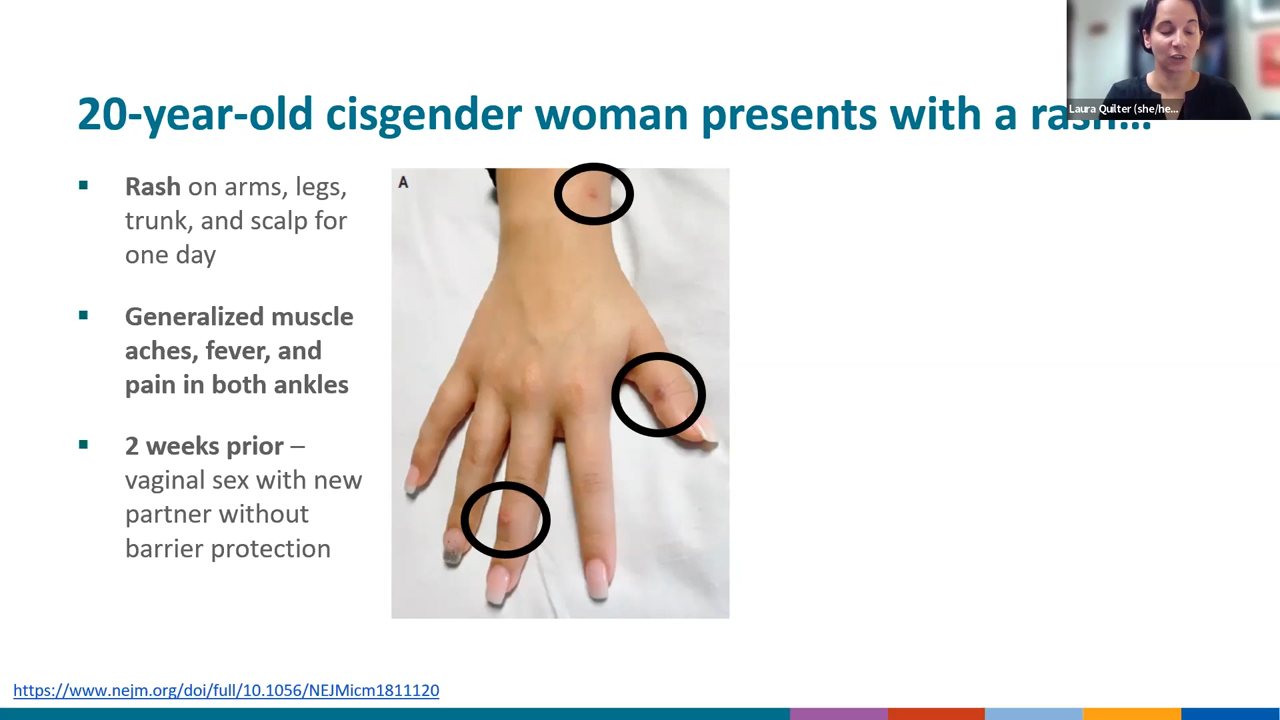 Laura Quilter (she/he...
20-year-old cisgender woman presents with a rash...
▪ Rash on arms, legs,
trunk, and scalp for
one day
▪ Generalized muscle
aches, fever, and
pain in both ankles
▪ 2 weeks prior –
vaginal sex with new
partner without
barrier protection
A
https://www.nejm.org/doi/full/10.1056/NEJMicm1811120